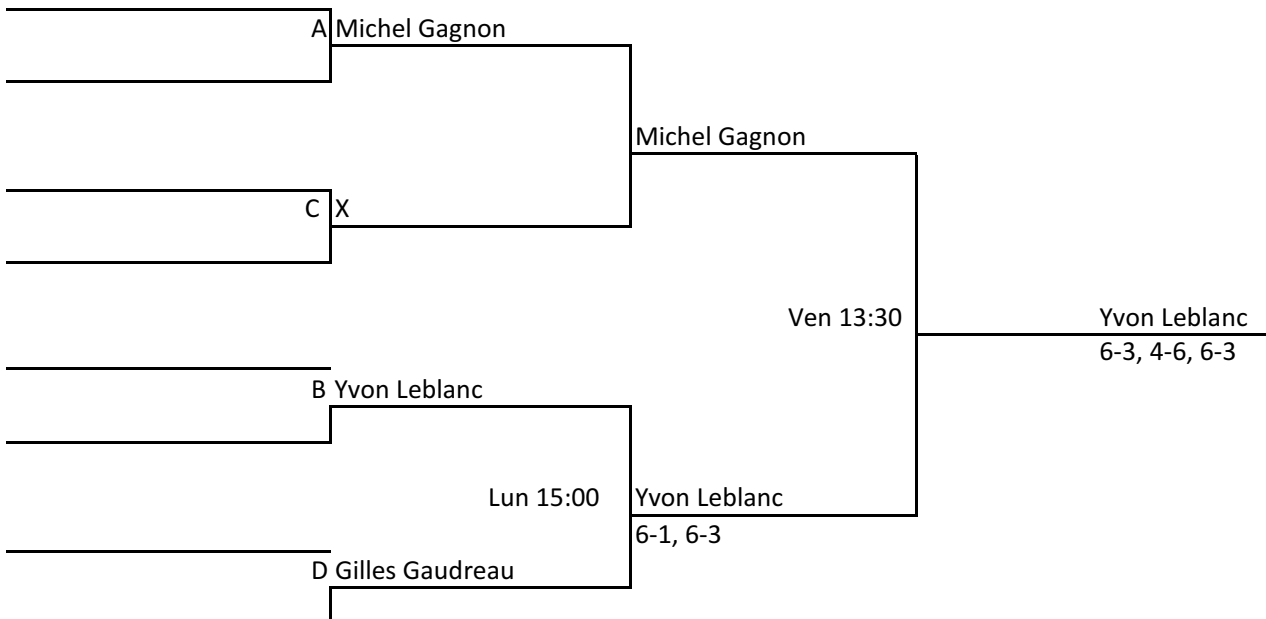 A Michel Gagnon
Michel Gagnon
C X
Ven 13:30
Yvon Leblanc
6-3, 4-6, 6-3
B Yvon Leblanc
Lun 15:00
Yvon Leblanc
6-1, 6-3
D Gilles Gaudreau